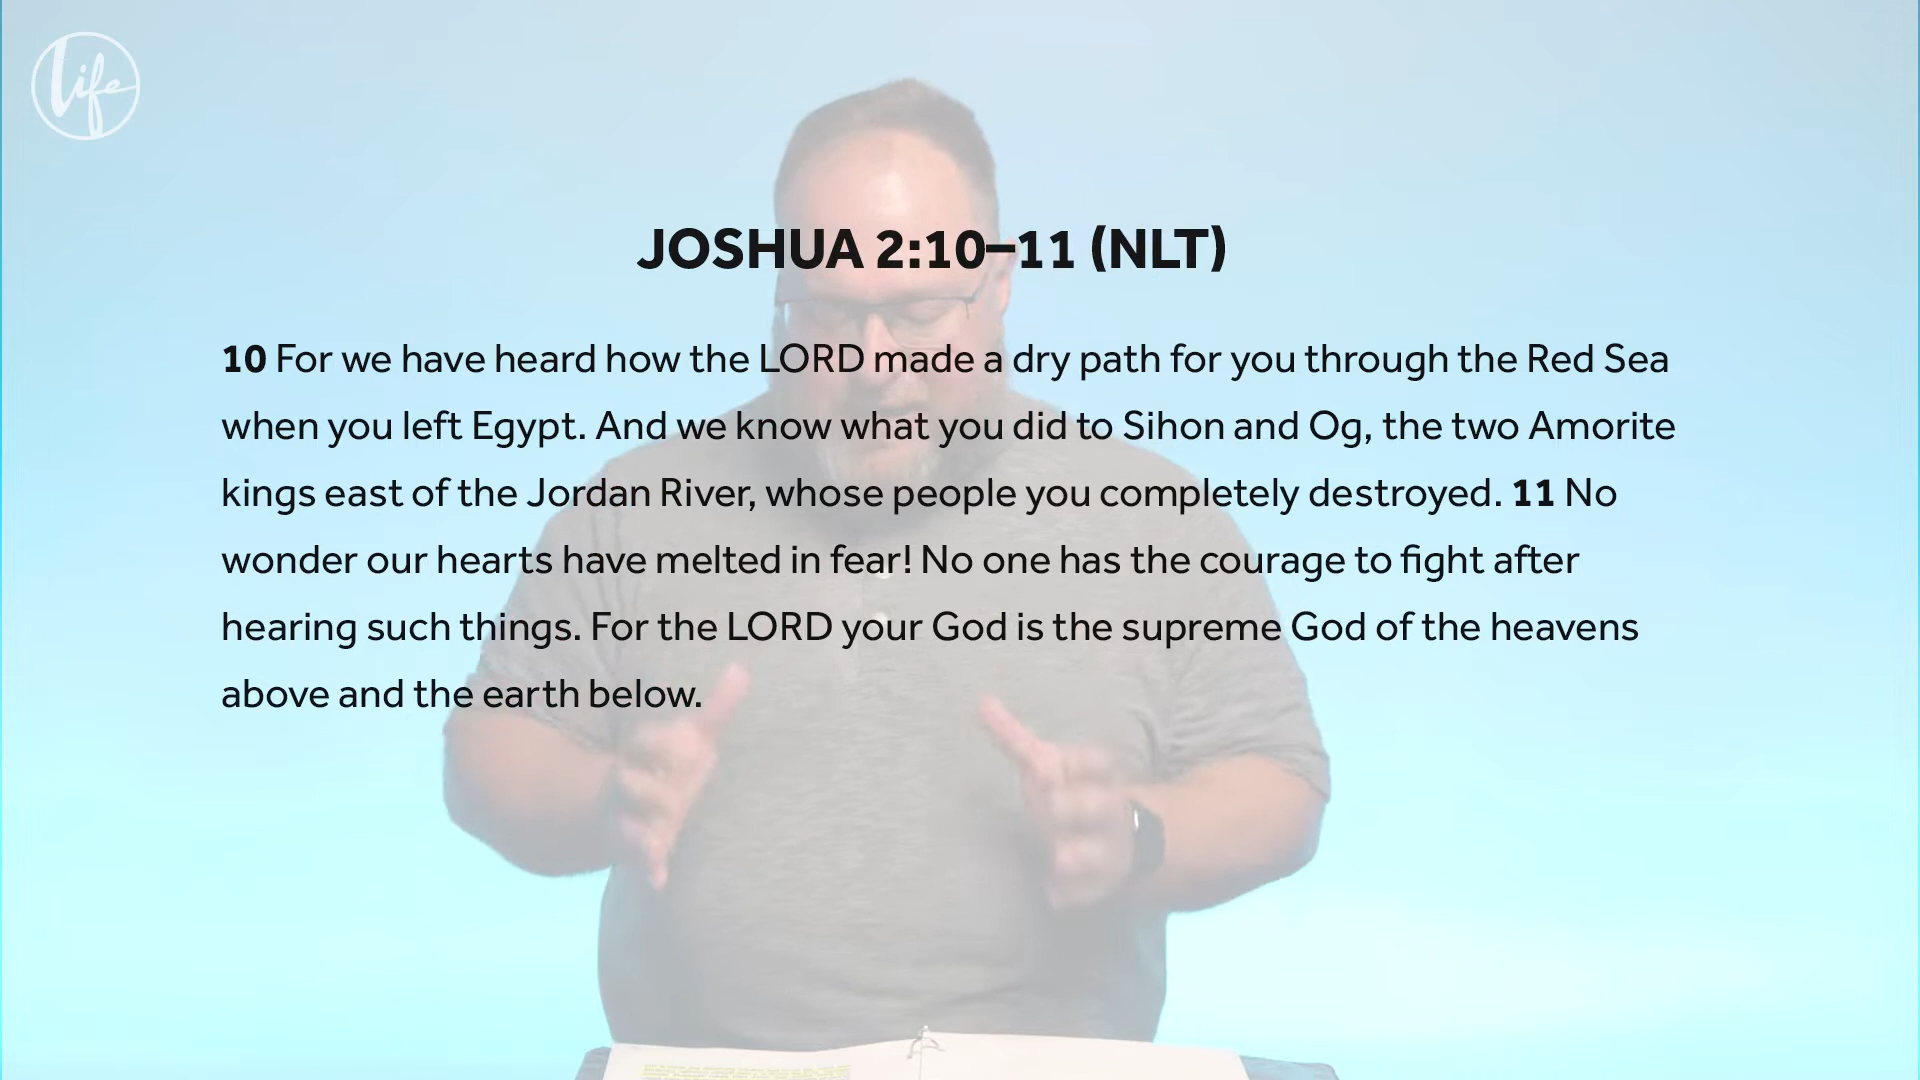 Life
JOSHUA 2:10–11 (NLT)
10 For we have heard how the LORD made a dry path for you through the Red Sea
when you left Egypt. And we know what you did to Sihon and Og, the two Amorite
kings east of the Jordan River, whose people you completely destroyed. 11 No
wonder our hearts have melted in fear! No one has the courage to fight after
hearing such things. For the LORD your God is the supreme God of the heavens
above and the earth below.